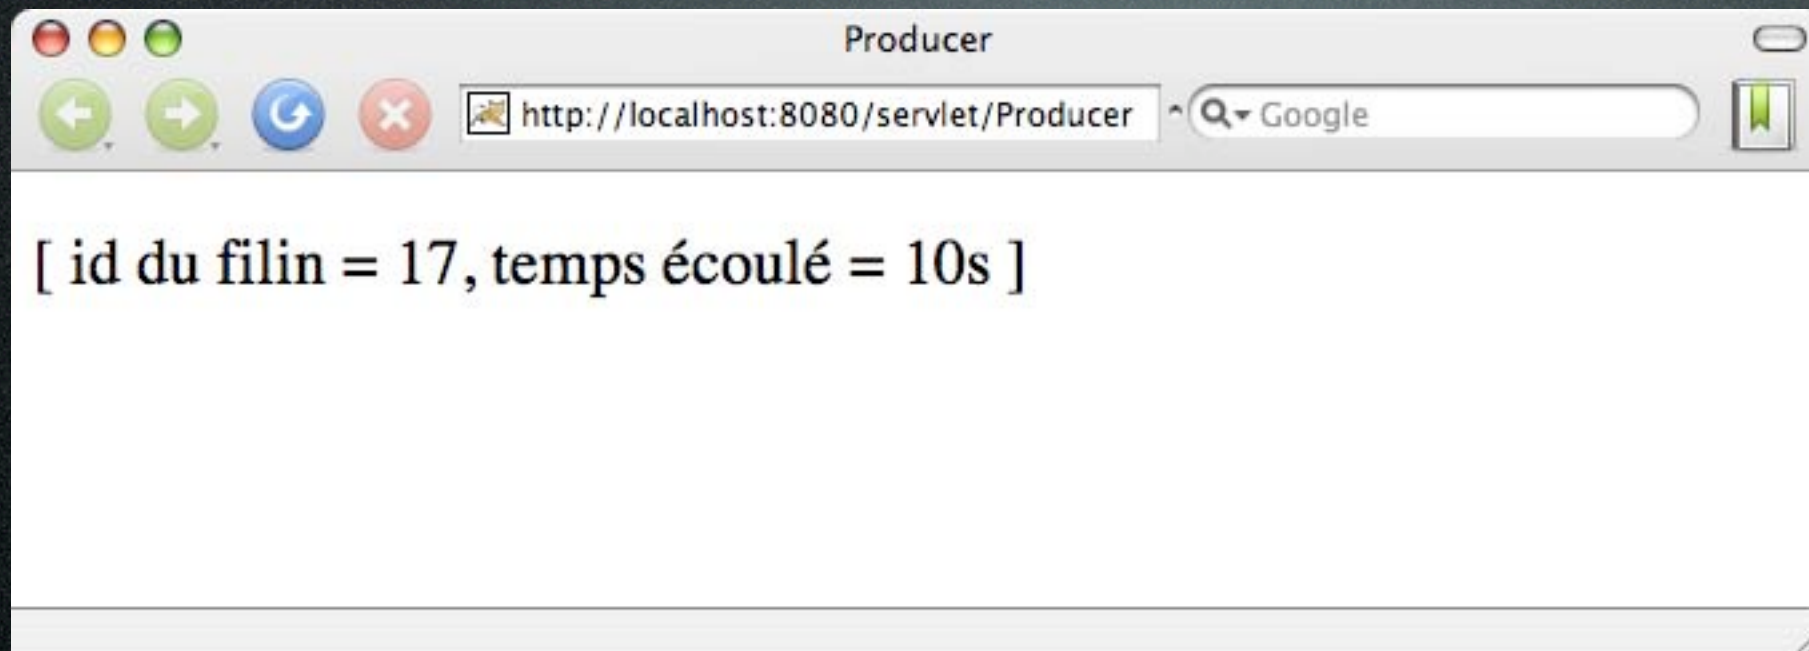 Producer
http://localhost:8080/servlet/Producer
Google
[ id du filin = 17, temps écoulé = 10s ]